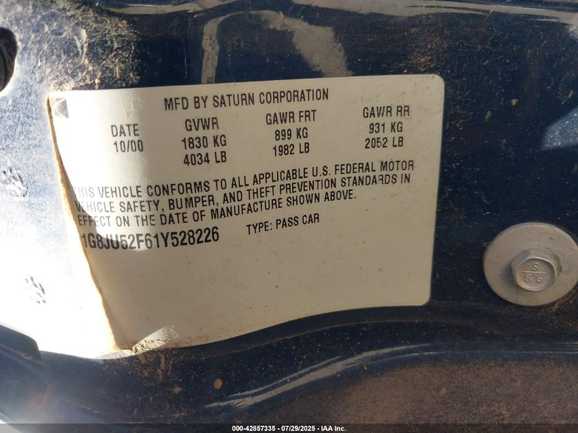 MFD BY SATURN CORPORATION
DATE GVWR GAWR FRT GAWR RR
10/00 1830 KG 899 KG 931 KG
4034 LB 1982 LB 2052 LB
THIS VEHICLE CONFORMS TO ALL APPLICABLE U.S. FEDERAL MOTOR
VEHICLE SAFETY, BUMPER, AND THEFT PREVENTION STANDARDS IN
EFFECT ON THE DATE OF MANUFACTURE SHOWN ABOVE.
1G8JU52F61Y528226 TYPE: PASS CAR
000-42857335 - 07/29/2025 - IAAI.COM